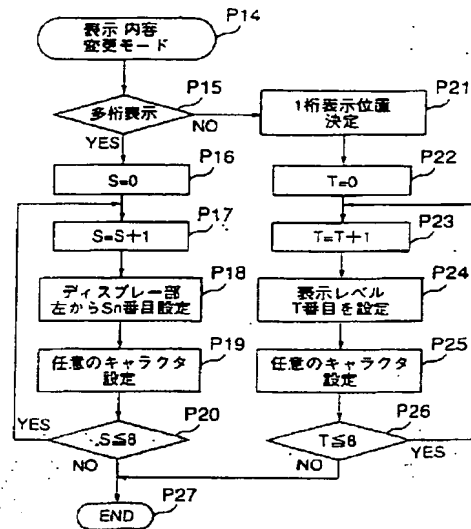 P14
表示 内容
変更モード
P15
多桁表示
NO
YES
P21
1桁表示位置
決定
P16
S=0
P22
T=0
P17
S=S+1
P23
T=T+1
P18
ディスプレー部
左からSn番目設定
P24
表示レベル
T番目を設定
P19
任意のキャラクタ
設定
P25
任意のキャラクタ
設定
P20
YES
S≦8
NO
P26
T≦8
YES
NO
P27
END